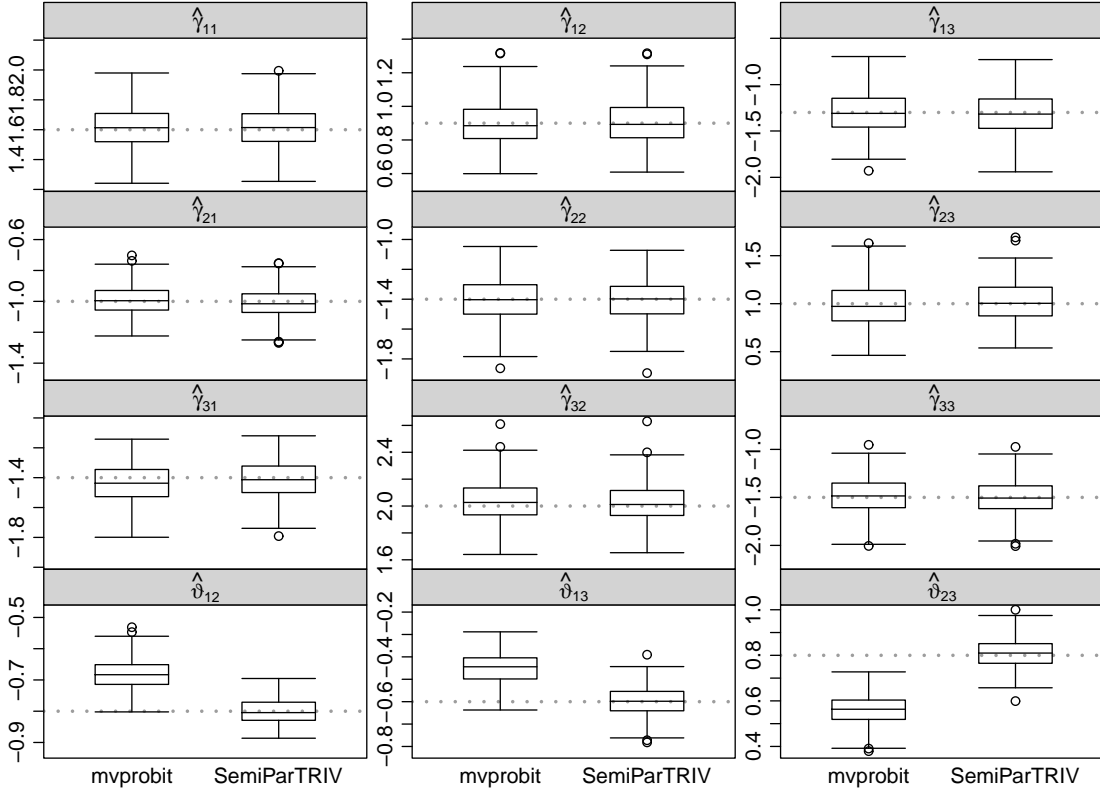 γ̂11
γ̂12
γ̂13
1.4 1.6 1.8 2.0
0.6 0.8 1.0 1.2
−2.0 −1.5 −1.0
γ̂21
γ̂22
γ̂23
−1.4 −1.0 −0.6
−1.8 −1.4 −1.0
0.5 1.0 1.5
γ̂31
γ̂32
γ̂33
−1.8 −1.4
1.6 2.0 2.4
−2.0 −1.5 −1.0
ϑ̂12
ϑ̂13
ϑ̂23
−0.9 −0.7 −0.5
−0.8 −0.6 −0.4 −0.2
0.4 0.6 0.8 1.0
mvprobit SemiParTRIV
mvprobit SemiParTRIV
mvprobit SemiParTRIV